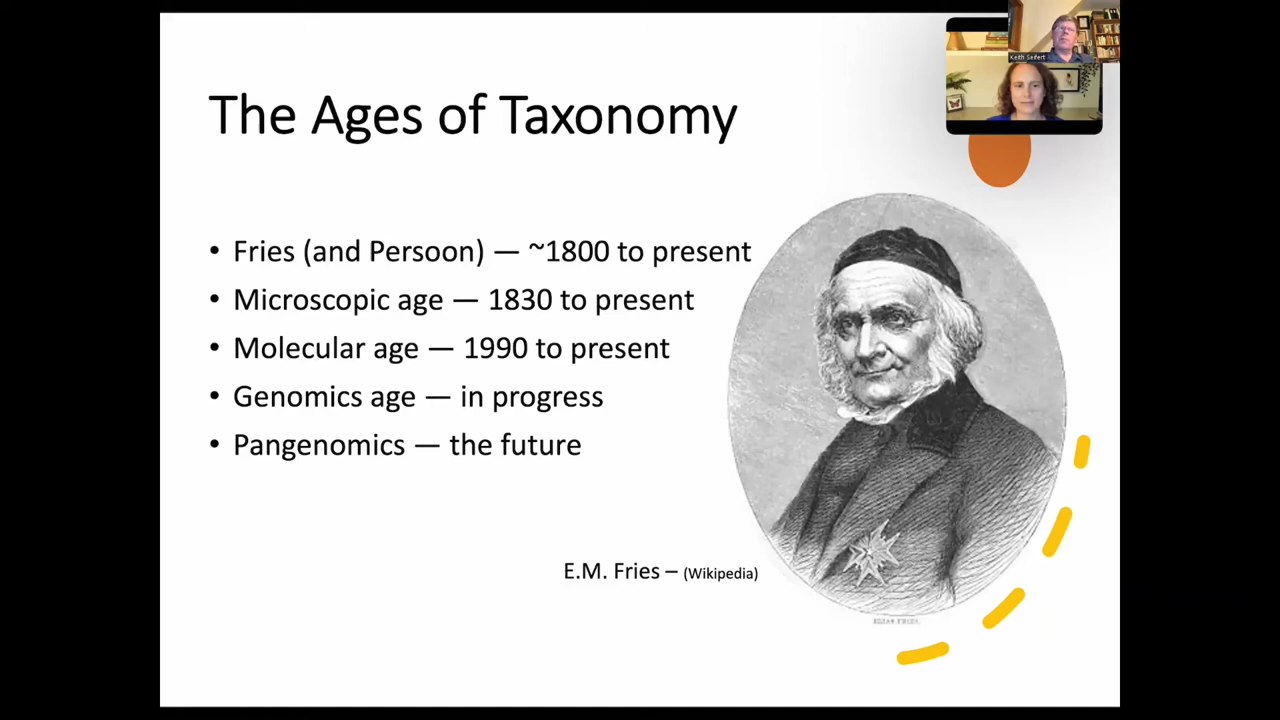 Keith Seifert
The Ages of Taxonomy
• Fries (and Persoon) — ~1800 to present
• Microscopic age — 1830 to present
• Molecular age — 1990 to present
• Genomics age — in progress
• Pangenomics — the future
E.M. Fries – (Wikipedia)